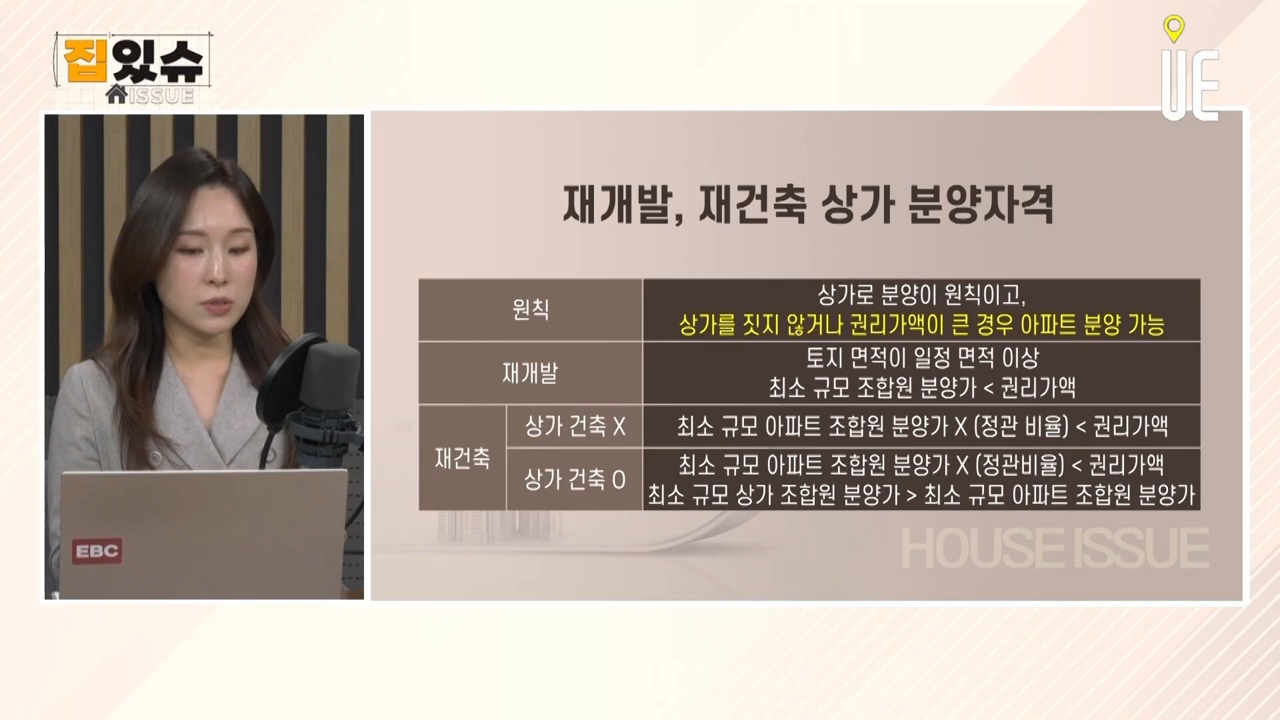 집있슈
ISSUE
UE
재개발, 재건축 상가 분양자격
원칙
상가로 분양이 원칙이고,
상가를 짓지 않거나 권리가액이 큰 경우 아파트 분양 가능
재개발
토지 면적이 일정 면적 이상
최소 규모 조합원 분양가 < 권리가액
재건축
상가 건축 X
최소 규모 아파트 조합원 분양가 X (정관 비율) < 권리가액
상가 건축 O
최소 규모 아파트 조합원 분양가 X (정관비율) < 권리가액
최소 규모 상가 조합원 분양가 > 최소 규모 아파트 조합원 분양가
EBC
HOUSE ISSUE